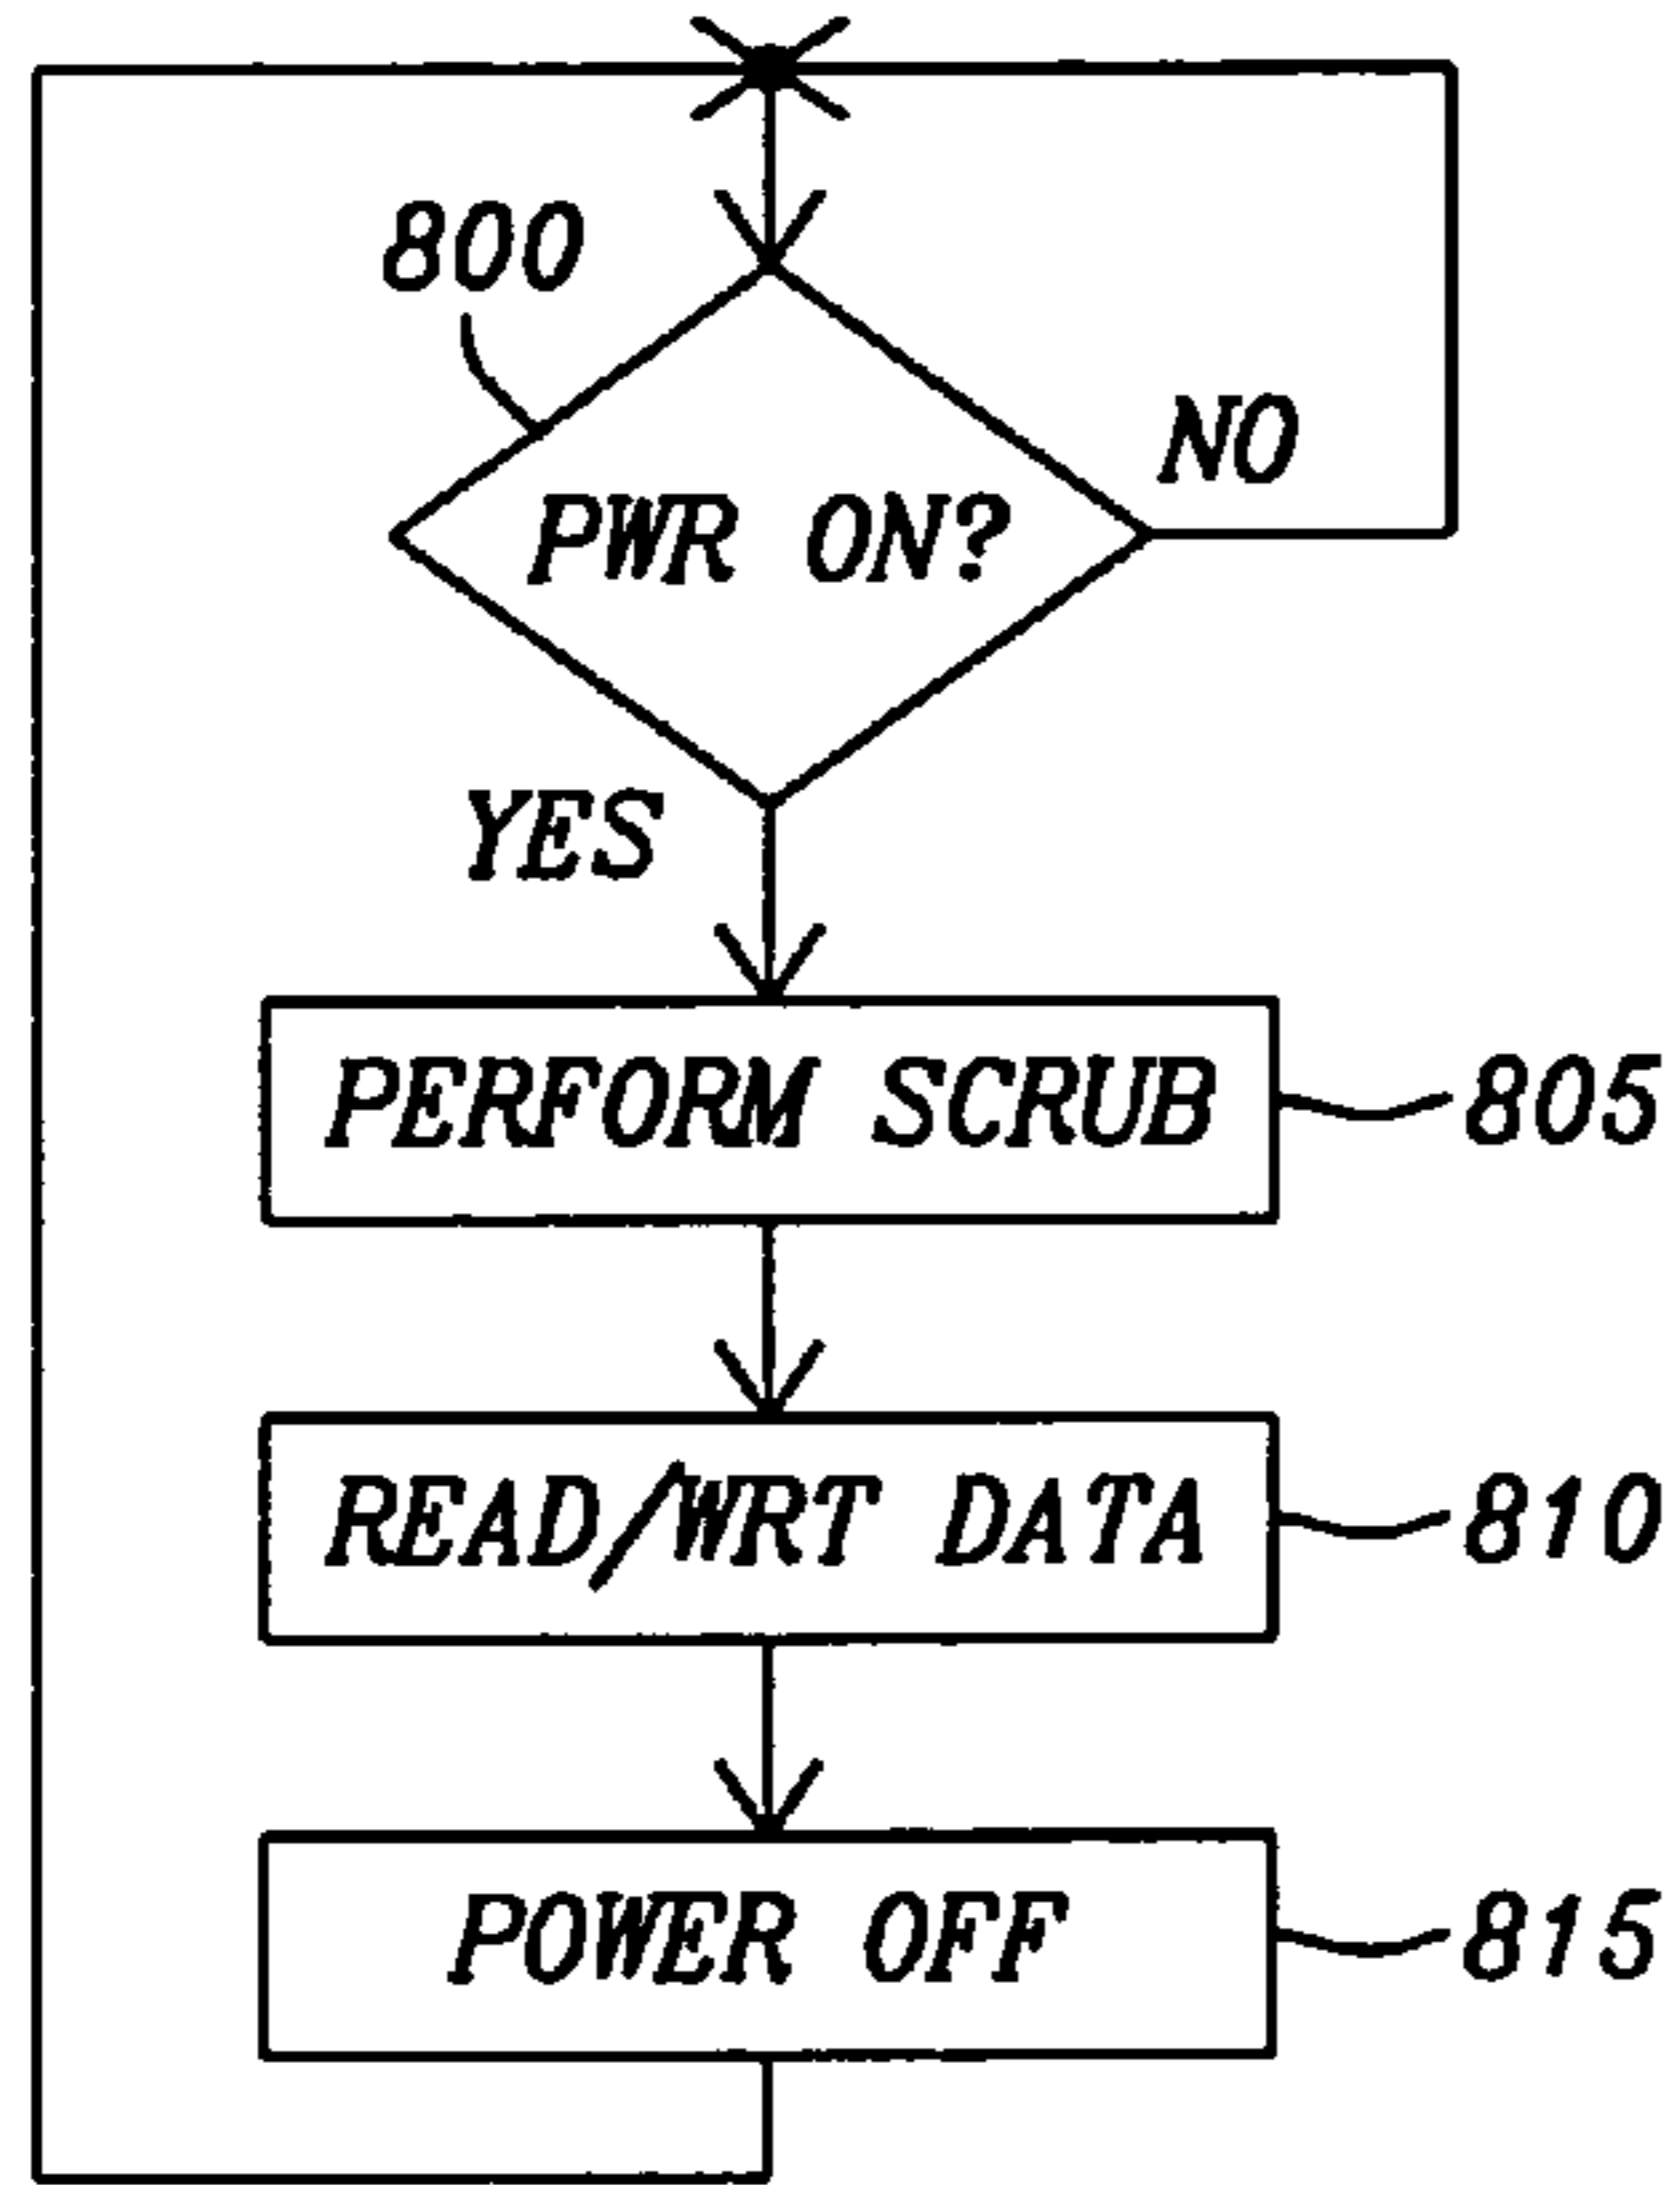 800
NO
PWR ON?
YES
PERFORM SCRUB 805
READ/WRT DATA 810
POWER OFF 815